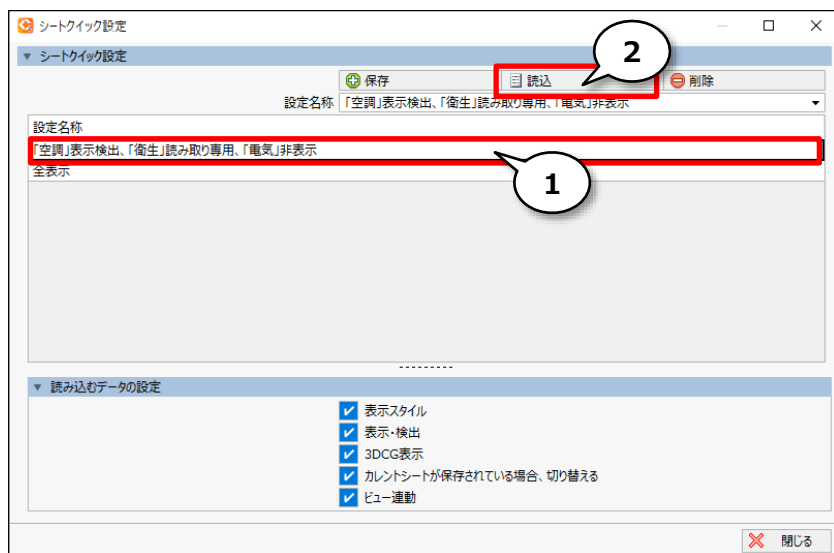 シートクイック設定
シートクイック設定
2
保存 読込 削除
設定名称 「空調」表示検出、「衛生」読み取り専用、「電気」非表示
設定名称
「空調」表示検出、「衛生」読み取り専用、「電気」非表示
1
全表示
読み込むデータの設定
表示スタイル
表示・検出
3DCG表示
カレントシートが保存されている場合、切り替える
ビュー連動
閉じる